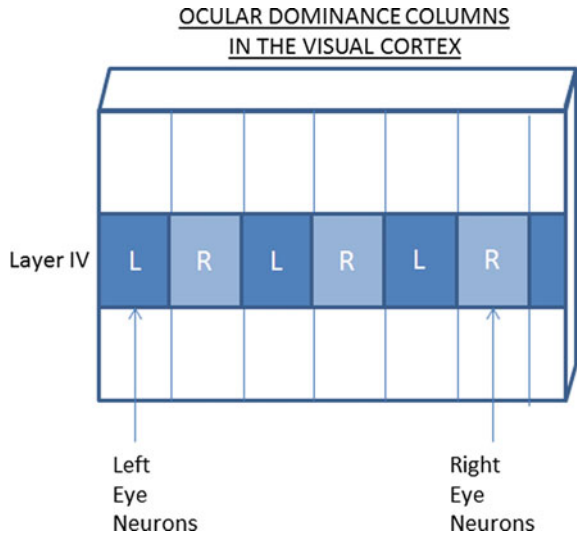 OCULAR DOMINANCE COLUMNS
IN THE VISUAL CORTEX
Layer IV
L R L R L R
Left
Eye
Neurons
Right
Eye
Neurons